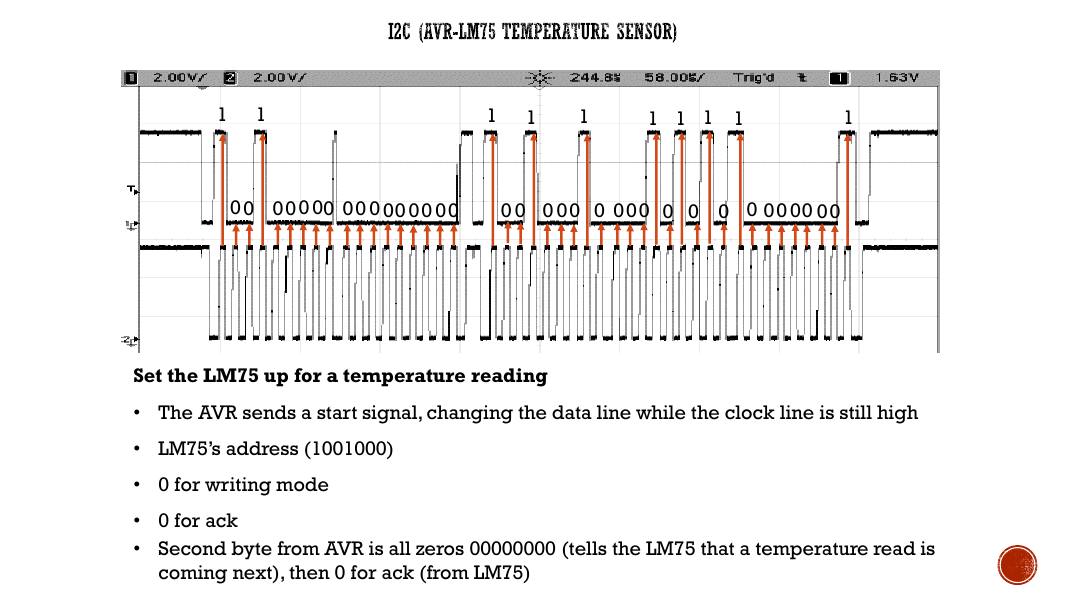 I2C (AVR-LM75 TEMPERATURE SENSOR)
1 2.00V/ 2 2.00V/ 244.8% 58.00%/ Trig'd 1 1.63V
1 1 1 1 1 1 1 1 1 1
00 00000 000000000 00 000 0 000 0 0 0 0 000000
Set the LM75 up for a temperature reading
• The AVR sends a start signal, changing the data line while the clock line is still high
• LM75's address (1001000)
• 0 for writing mode
• 0 for ack
• Second byte from AVR is all zeros 00000000 (tells the LM75 that a temperature read is
coming next), then 0 for ack (from LM75)